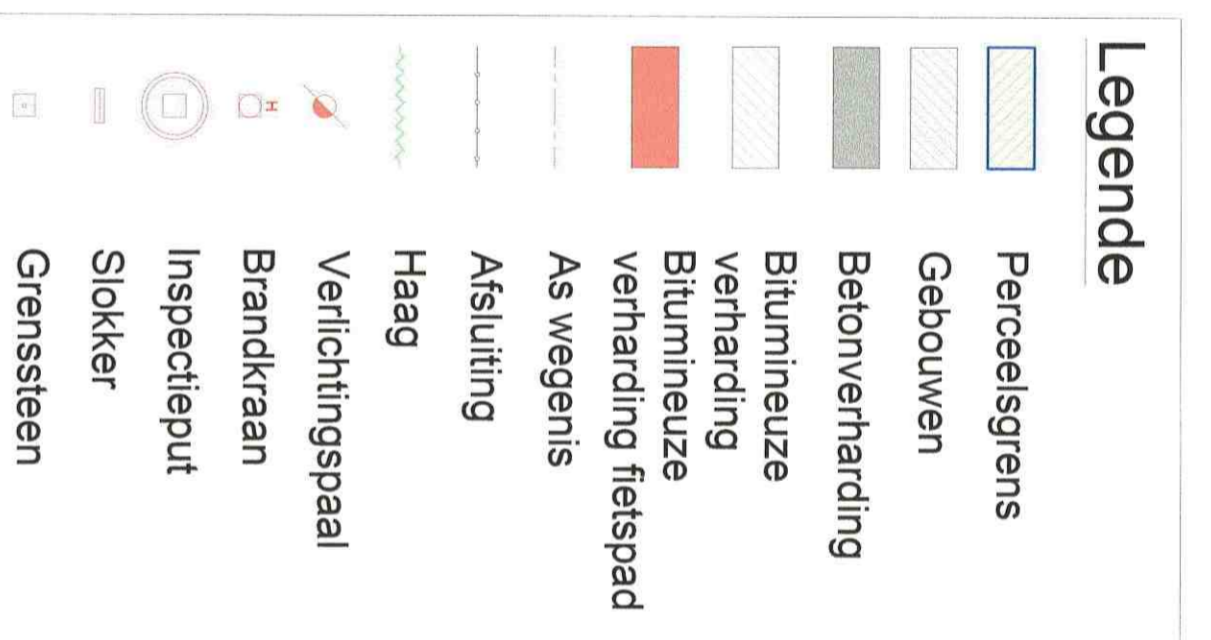 Legende
Perceelsgrens
Gebouwen
Betonverharding
Bitumineuze
verharding
Bitumineuze
verharding fietspad
As wegenis
Afsluiting
Haag
Verlichtingspaal
H
Brandkraan
Inspectieput
Slokker
Grenssteen